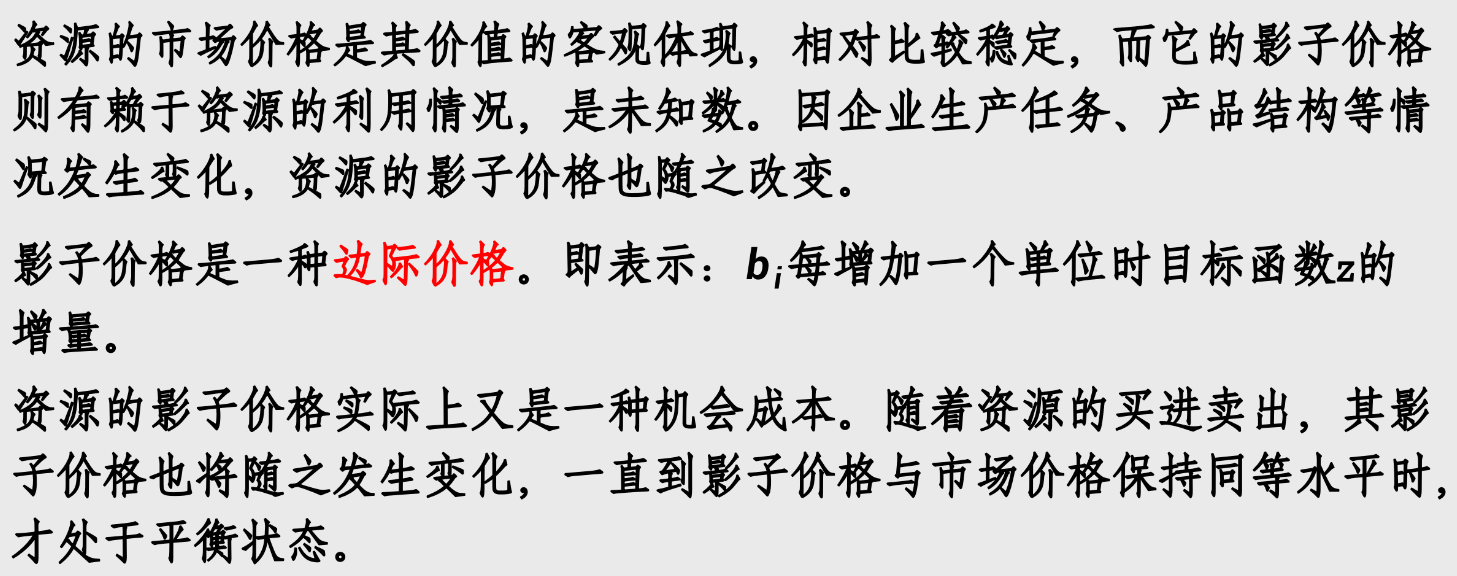 资源的市场价格是其价值的客观体现，相对比较稳定，而它的影子价格
则有赖于资源的利用情况，是未知数。因企业生产任务、产品结构等情
况发生变化，资源的影子价格也随之改变。
影子价格是一种边际价格。即表示：bi每增加一个单位时目标函数z的
增量。
资源的影子价格实际上又是一种机会成本。随着资源的买进卖出，其影
子价格也将随之发生变化，一直到影子价格与市场价格保持同等水平时，
才处于平衡状态。